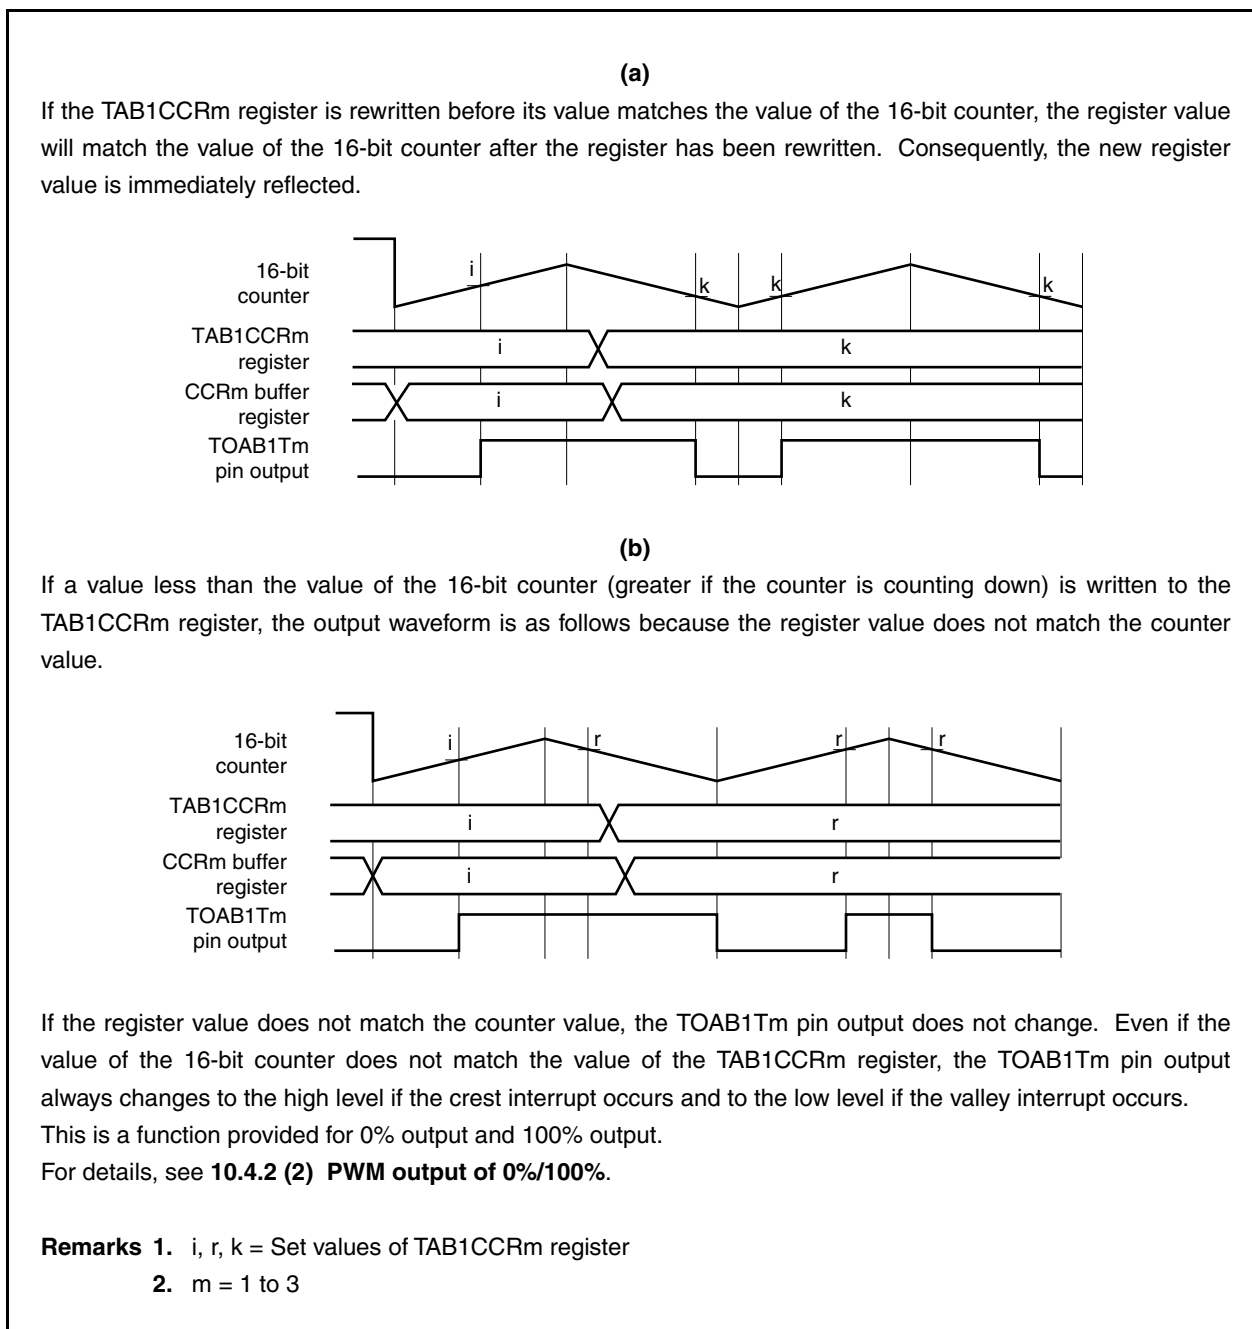 (a)
If the TAB1CCRm register is rewritten before its value matches the value of the 16-bit counter, the register value
will match the value of the 16-bit counter after the register has been rewritten. Consequently, the new register
value is immediately reflected.
16-bit
counter
i
k
k
k
TAB1CCRm
register
i
k
CCRm buffer
register
i
k
TOAB1Tm
pin output
(b)
If a value less than the value of the 16-bit counter (greater if the counter is counting down) is written to the
TAB1CCRm register, the output waveform is as follows because the register value does not match the counter
value.
16-bit
counter
i
r
r
r
TAB1CCRm
register
i
r
CCRm buffer
register
i
r
TOAB1Tm
pin output
If the register value does not match the counter value, the TOAB1Tm pin output does not change. Even if the
value of the 16-bit counter does not match the value of the TAB1CCRm register, the TOAB1Tm pin output
always changes to the high level if the crest interrupt occurs and to the low level if the valley interrupt occurs.
This is a function provided for 0% output and 100% output.
For details, see 10.4.2 (2) PWM output of 0%/100%.
Remarks 1. i, r, k = Set values of TAB1CCRm register
2. m = 1 to 3